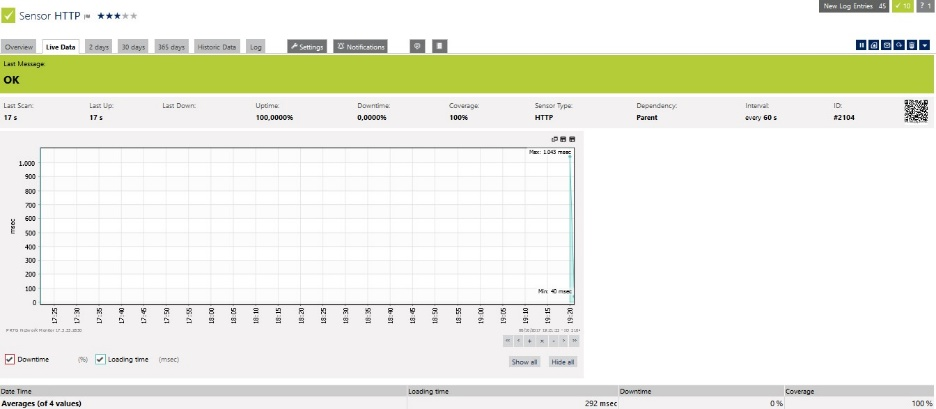 New Log Entries 45 10 ? 1
Sensor HTTP
Overview Live Data 2 days 30 days 365 days Historic Data Log Settings Notifications
Last Message:
OK
Last Scan: Last Up: Last Down: Uptime: Downtime: Coverage: Sensor Type: Dependency: Interval: ID:
17 s 17 s 100,0000% 0,0000% 100% HTTP Parent every 60 s #2104
Max: 1.043 msec
1.000
900
800
700
600
500
400
300
200
100
0
msec
Min: 40 msec
17:25 17:30 17:35 17:40 17:45 17:50 17:55 18:00 18:05 18:10 18:15 18:20 18:25 18:30 18:35 18:40 18:45 18:50 18:55 19:00 19:05 19:10 19:15 19:20
PRTG Network Monitor
Downtime (%) Loading time (msec) Show all Hide all
Date Time Loading time Downtime Coverage
Averages (of 4 values) 292 msec 0 % 100 %